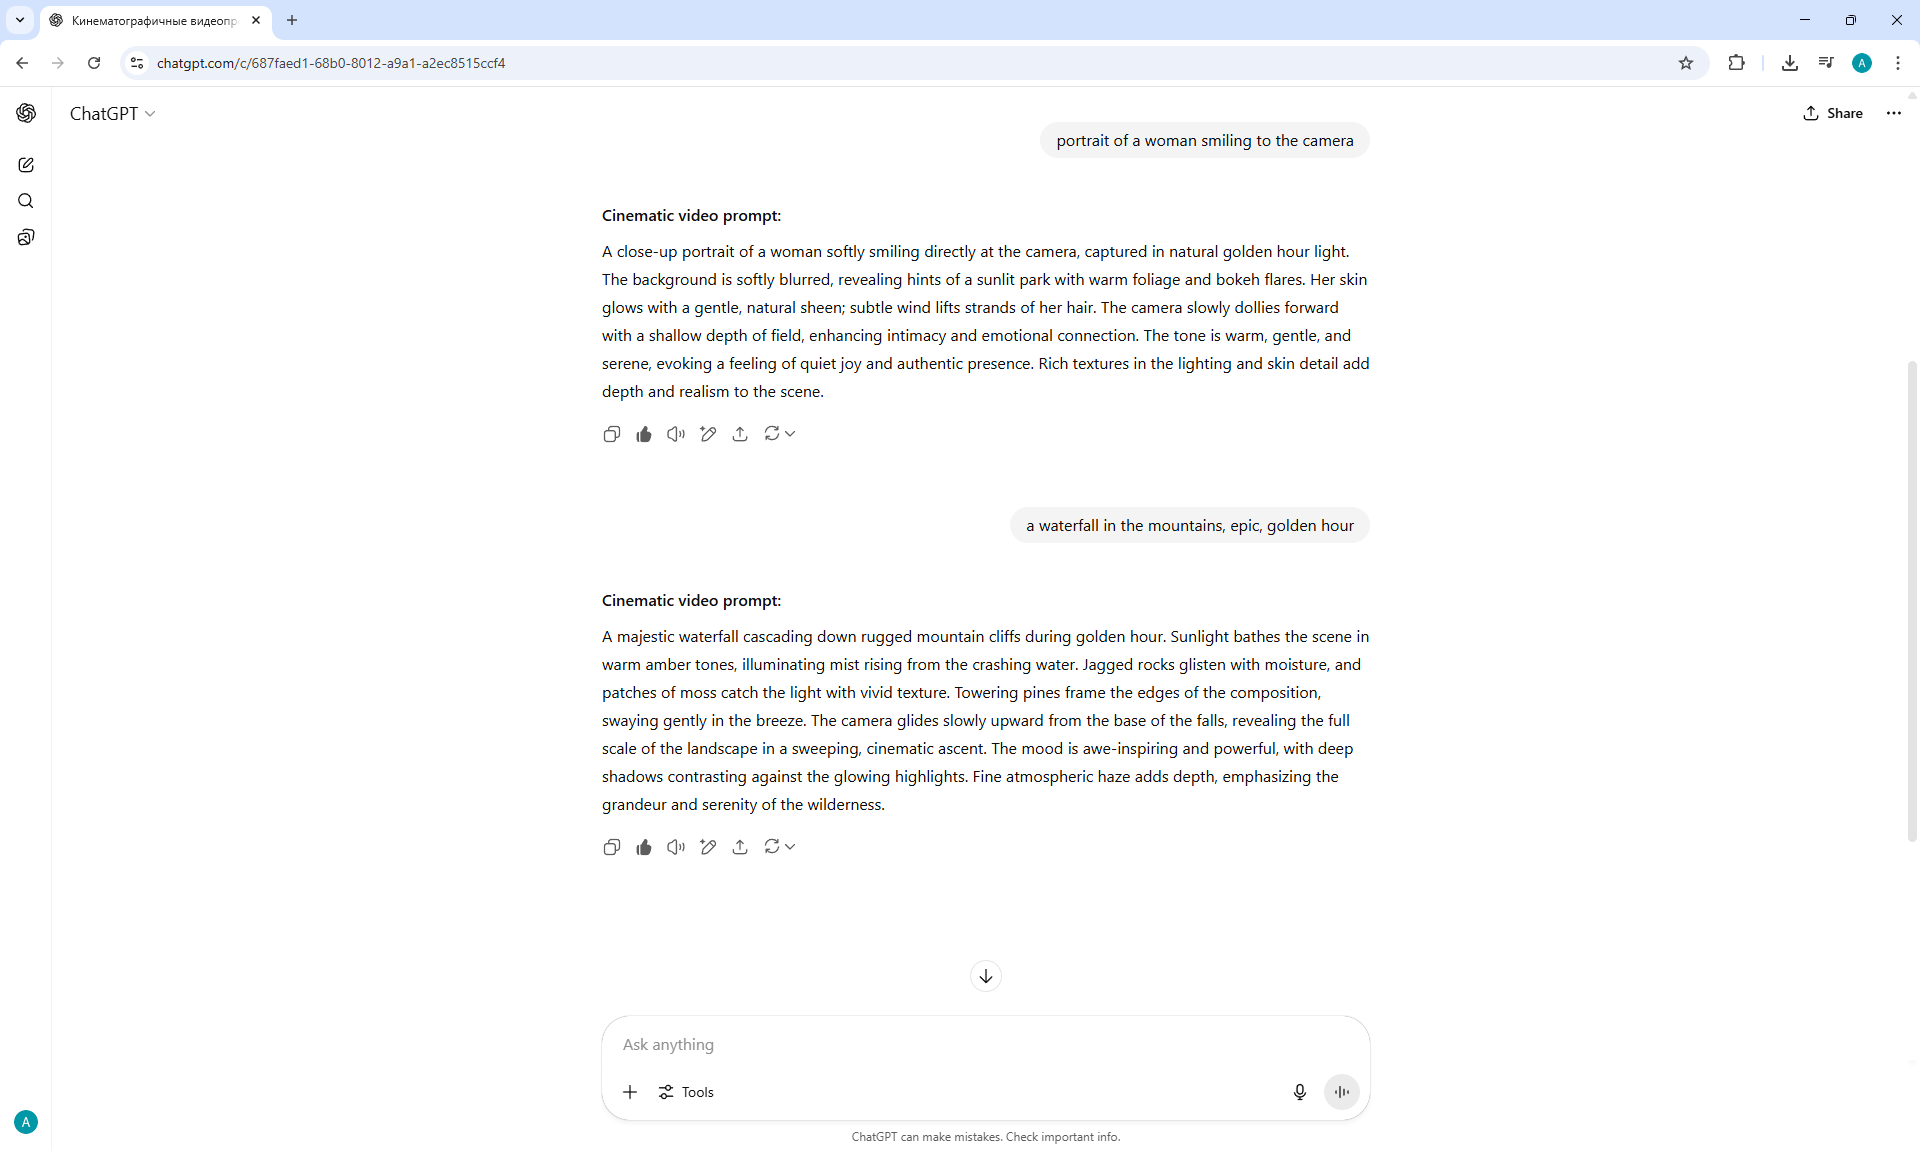 Кинематографичные видеопр
chatgpt.com/c/687faed1-68b0-8012-a9a1-a2ec8515ccf4
A
ChatGPT
Share
portrait of a woman smiling to the camera
Cinematic video prompt:
A close-up portrait of a woman softly smiling directly at the camera, captured in natural golden hour light.
The background is softly blurred, revealing hints of a sunlit park with warm foliage and bokeh flares. Her skin
glows with a gentle, natural sheen; subtle wind lifts strands of her hair. The camera slowly dollies forward
with a shallow depth of field, enhancing intimacy and emotional connection. The tone is warm, gentle, and
serene, evoking a feeling of quiet joy and authentic presence. Rich textures in the lighting and skin detail add
depth and realism to the scene.
a waterfall in the mountains, epic, golden hour
Cinematic video prompt:
A majestic waterfall cascading down rugged mountain cliffs during golden hour. Sunlight bathes the scene in
warm amber tones, illuminating mist rising from the crashing water. Jagged rocks glisten with moisture, and
patches of moss catch the light with vivid texture. Towering pines frame the edges of the composition,
swaying gently in the breeze. The camera glides slowly upward from the base of the falls, revealing the full
scale of the landscape in a sweeping, cinematic ascent. The mood is awe-inspiring and powerful, with deep
shadows contrasting against the glowing highlights. Fine atmospheric haze adds depth, emphasizing the
grandeur and serenity of the wilderness.
Ask anything
Tools
A
ChatGPT can make mistakes. Check important info.